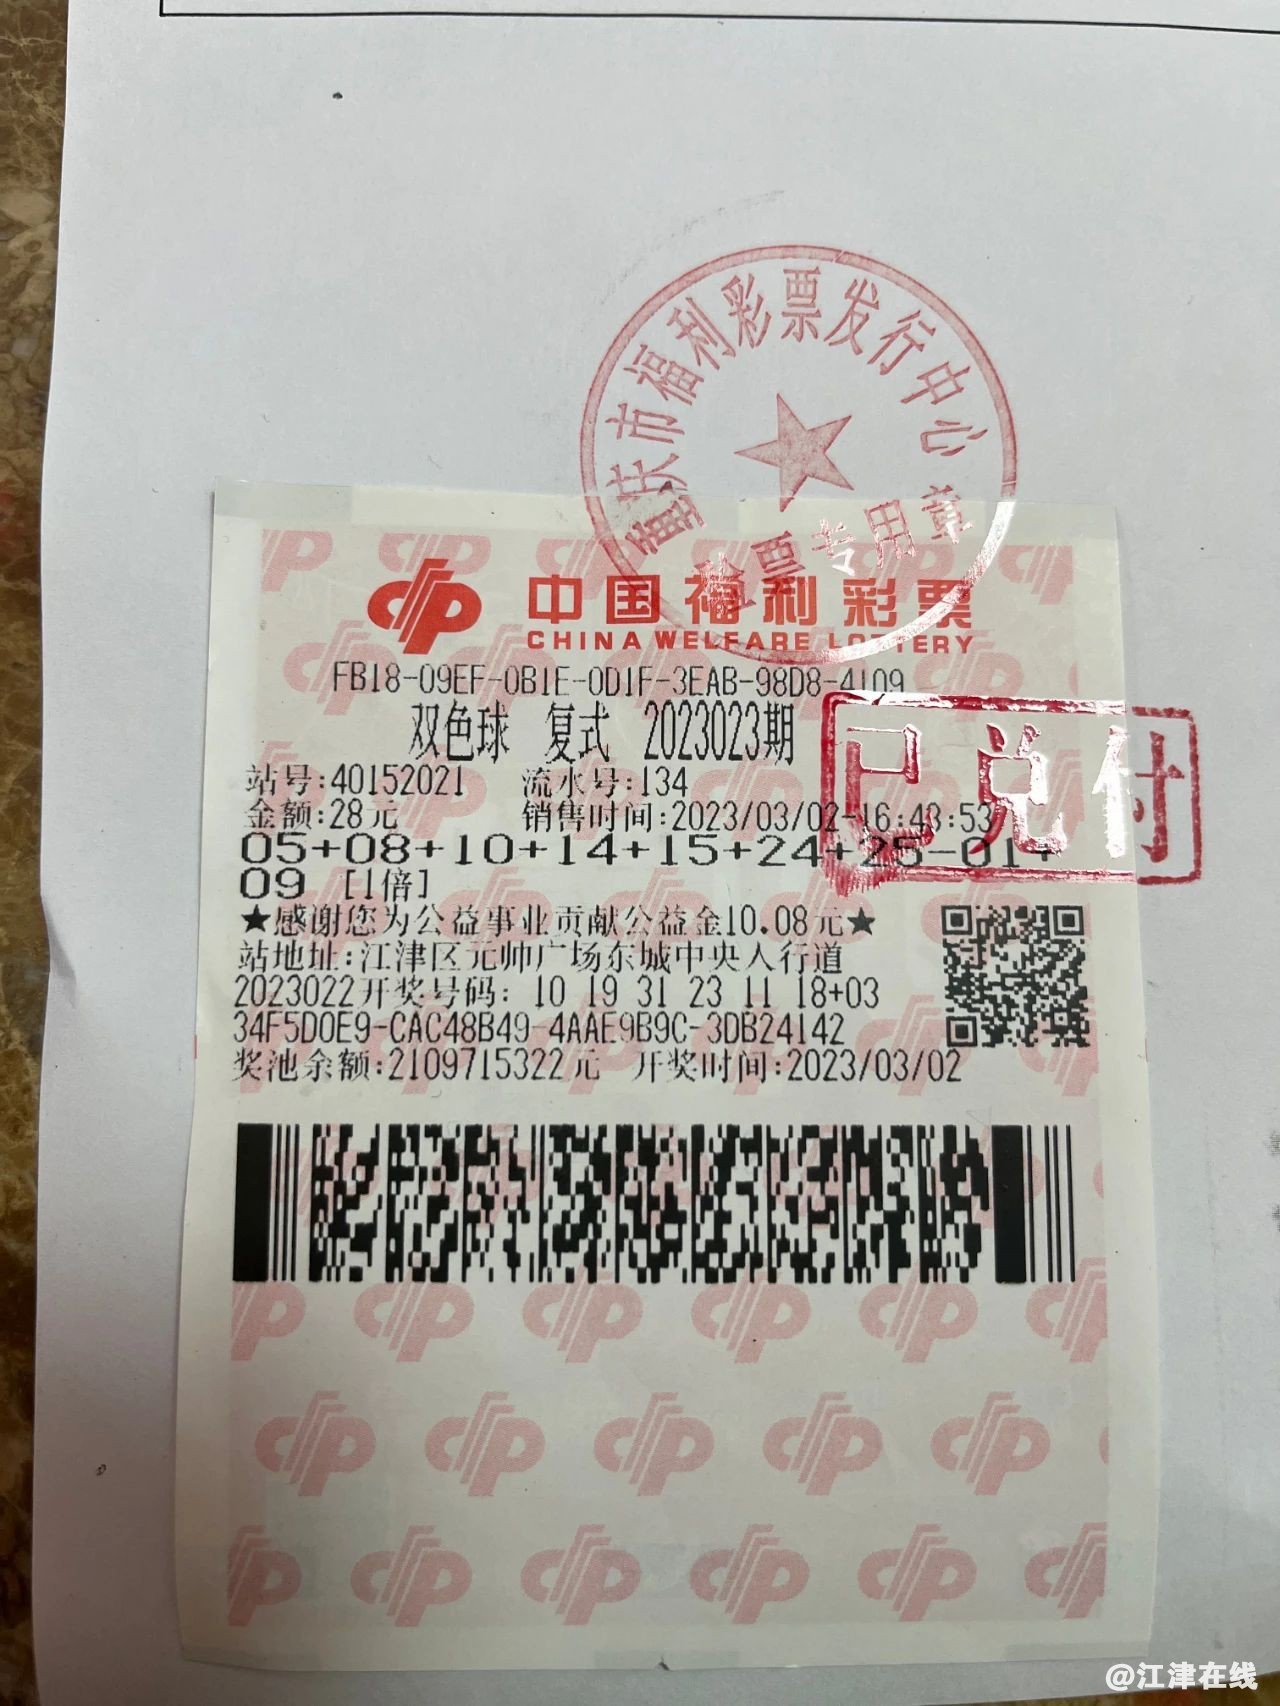 重庆市福利彩票发行中心
验票专用章
中国福利彩票
CHINA WELFARE LOTTERY
FB18-09EF-0B1E-0D1F-3EAB-98D8-4109
双色球 复式 2023023期
已兑付
站号:40152021 流水号:134
金额:28元 销售时间:2023/03/02-16:43:53
05+08+10+14+15+24+25-01+
09 [1倍]
★感谢您为公益事业贡献公益金10.08元★
站地址:江津区元帅广场东城中央人行道
2023022开奖号码: 10 19 31 23 11 18+03
34F5D0E9-CAC48B49-4AAE9B9C-3DB24142
奖池余额:2109715322元 开奖时间:2023/03/02
@江津在线